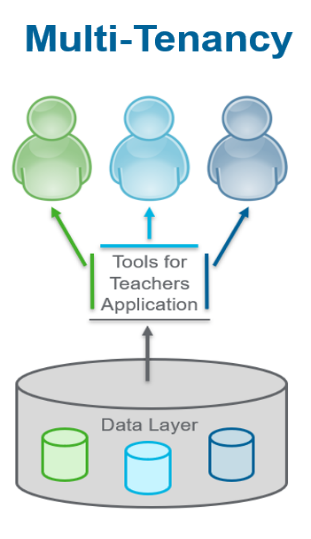 Multi-Tenancy
Tools for
Teachers
Application
Data Layer